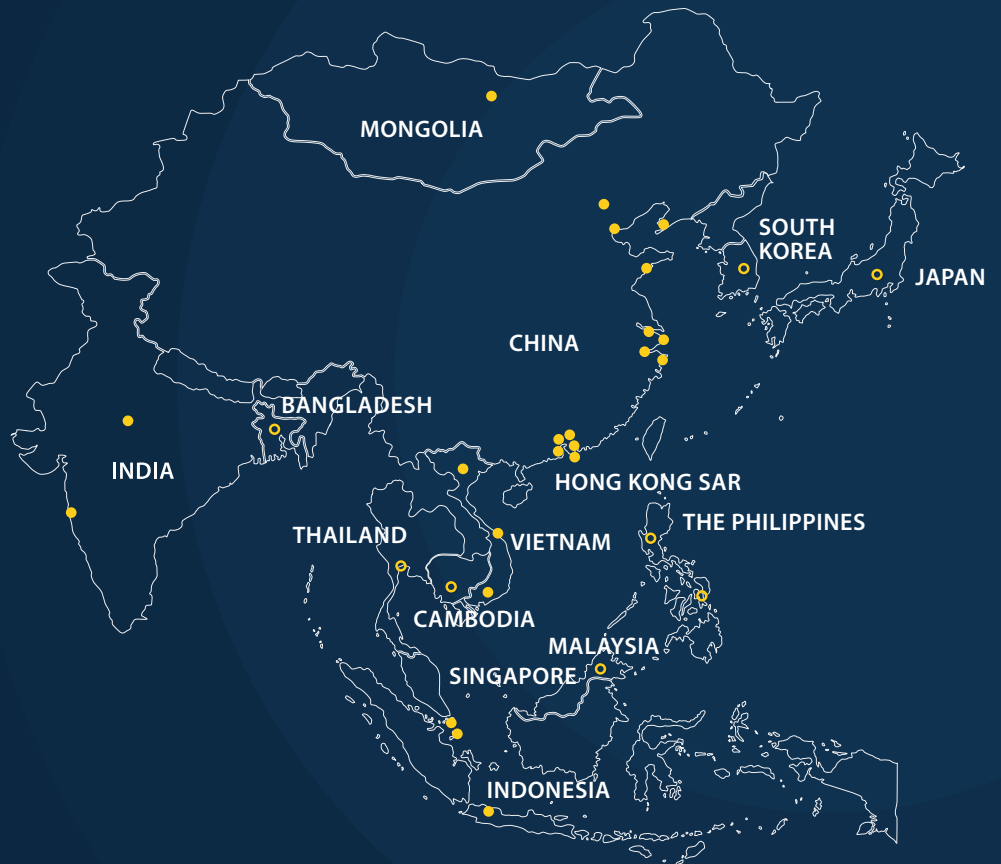 MONGOLIA
SOUTH
KOREA
JAPAN
CHINA
BANGLADESH
INDIA
HONG KONG SAR
THE PHILIPPINES
THAILAND
VIETNAM
CAMBODIA
MALAYSIA
SINGAPORE
INDONESIA